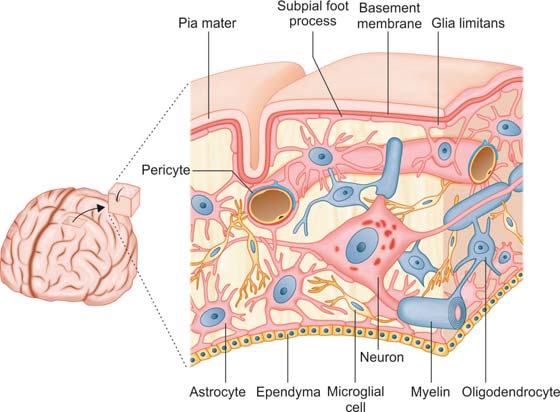 Pia mater
Subpial foot
process
Basement
membrane
Glia limitans
Pericyte
Neuron
Astrocyte
Ependyma
Microglial
cell
Myelin
Oligodendrocyte